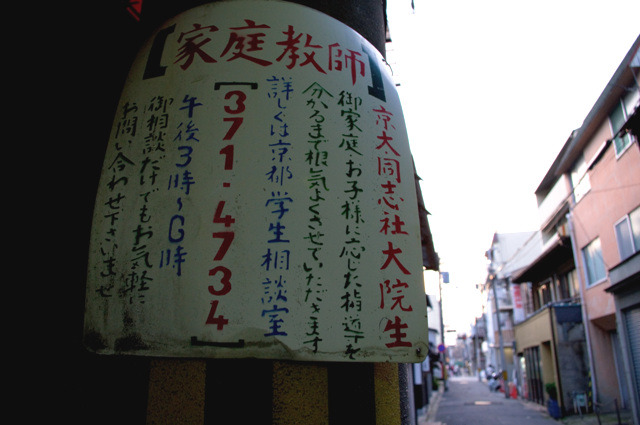 【家庭教師】
京大・同志社大院生
御家庭・お子様に応じた指導を
分かるまで根気よくさせていただきます
詳しくは京都学生相談室
[371-4734]
午後3時〜6時
御相談だけでもお気軽に
お問い合わせ下さいませ